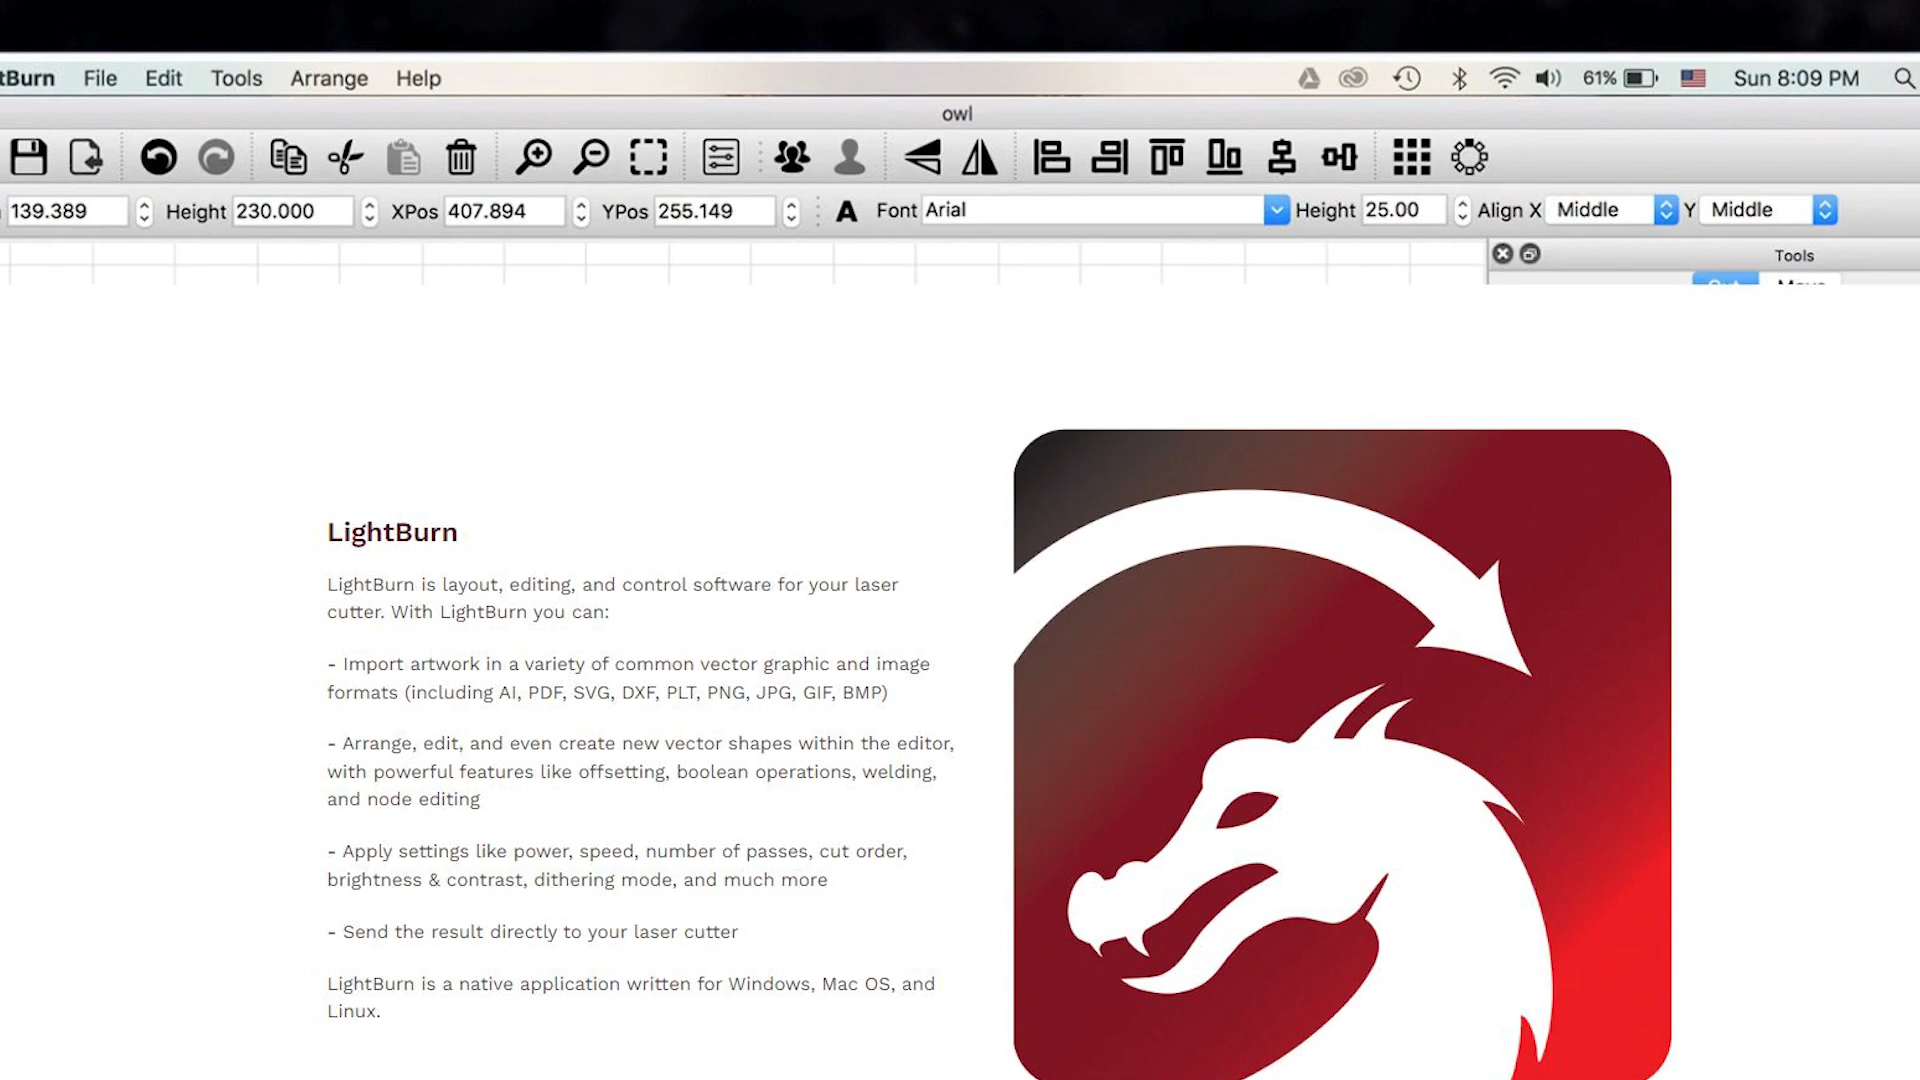 tBurn File Edit Tools Arrange Help 61% Sun 8:09 PM
owl
139.389 Height 230.000 XPos 407.894 YPos 255.149 A Font Arial Height 25.00 Align X Middle Y Middle
Tools
LightBurn
LightBurn is layout, editing, and control software for your laser
cutter. With LightBurn you can:
- Import artwork in a variety of common vector graphic and image
formats (including AI, PDF, SVG, DXF, PLT, PNG, JPG, GIF, BMP)
- Arrange, edit, and even create new vector shapes within the editor,
with powerful features like offsetting, boolean operations, welding,
and node editing
- Apply settings like power, speed, number of passes, cut order,
brightness & contrast, dithering mode, and much more
- Send the result directly to your laser cutter
LightBurn is a native application written for Windows, Mac OS, and
Linux.